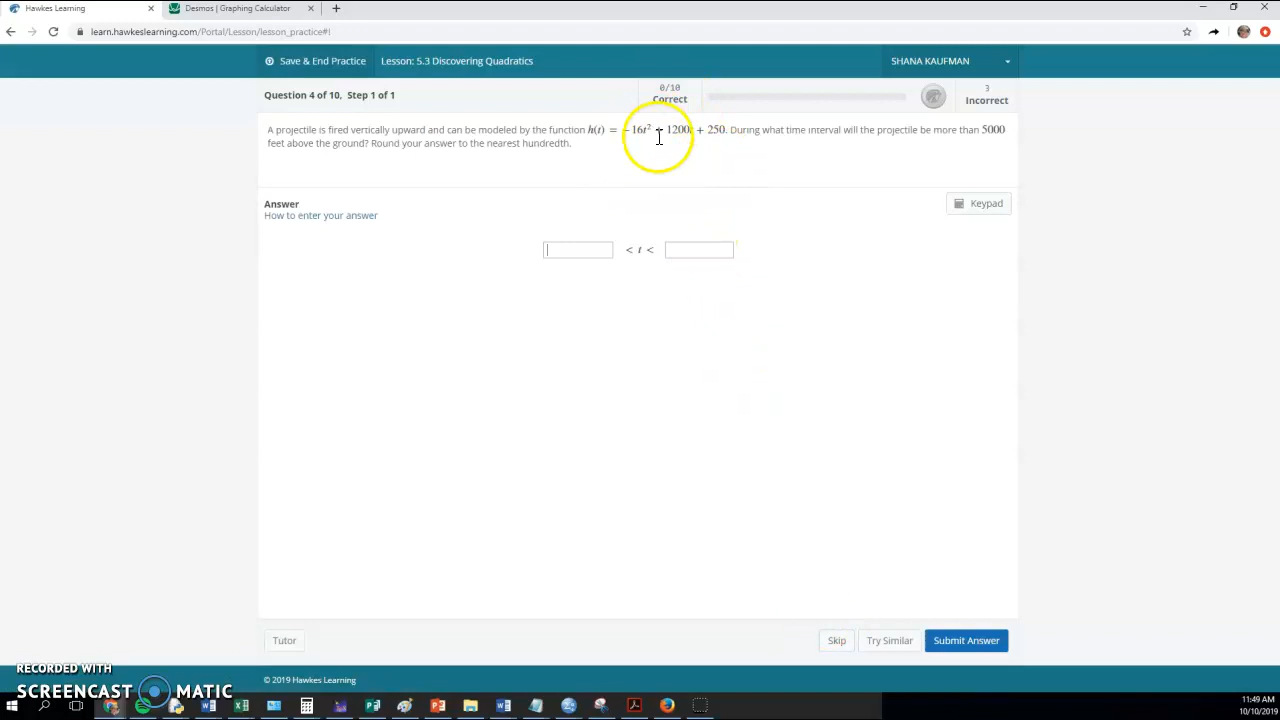 Hawkes Learning
Desmos | Graphing Calculator
learn.hawkeslearning.com/Portal/Lesson/lesson_practice#!
Save & End Practice
Lesson: 5.3 Discovering Quadratics
SHANA KAUFMAN
Question 4 of 10, Step 1 of 1
0/10
Correct
3
Incorrect
A projectile is fired vertically upward and can be modeled by the function h(t) = −16t² + 1200t + 250. During what time interval will the projectile be more than 5000
feet above the ground? Round your answer to the nearest hundredth.
Answer
How to enter your answer
Keypad
< t <
Tutor
Skip
Try Similar
Submit Answer
© 2019 Hawkes Learning
RECORDED WITH
SCREENCAST MATIC
11:49 AM
10/10/2019